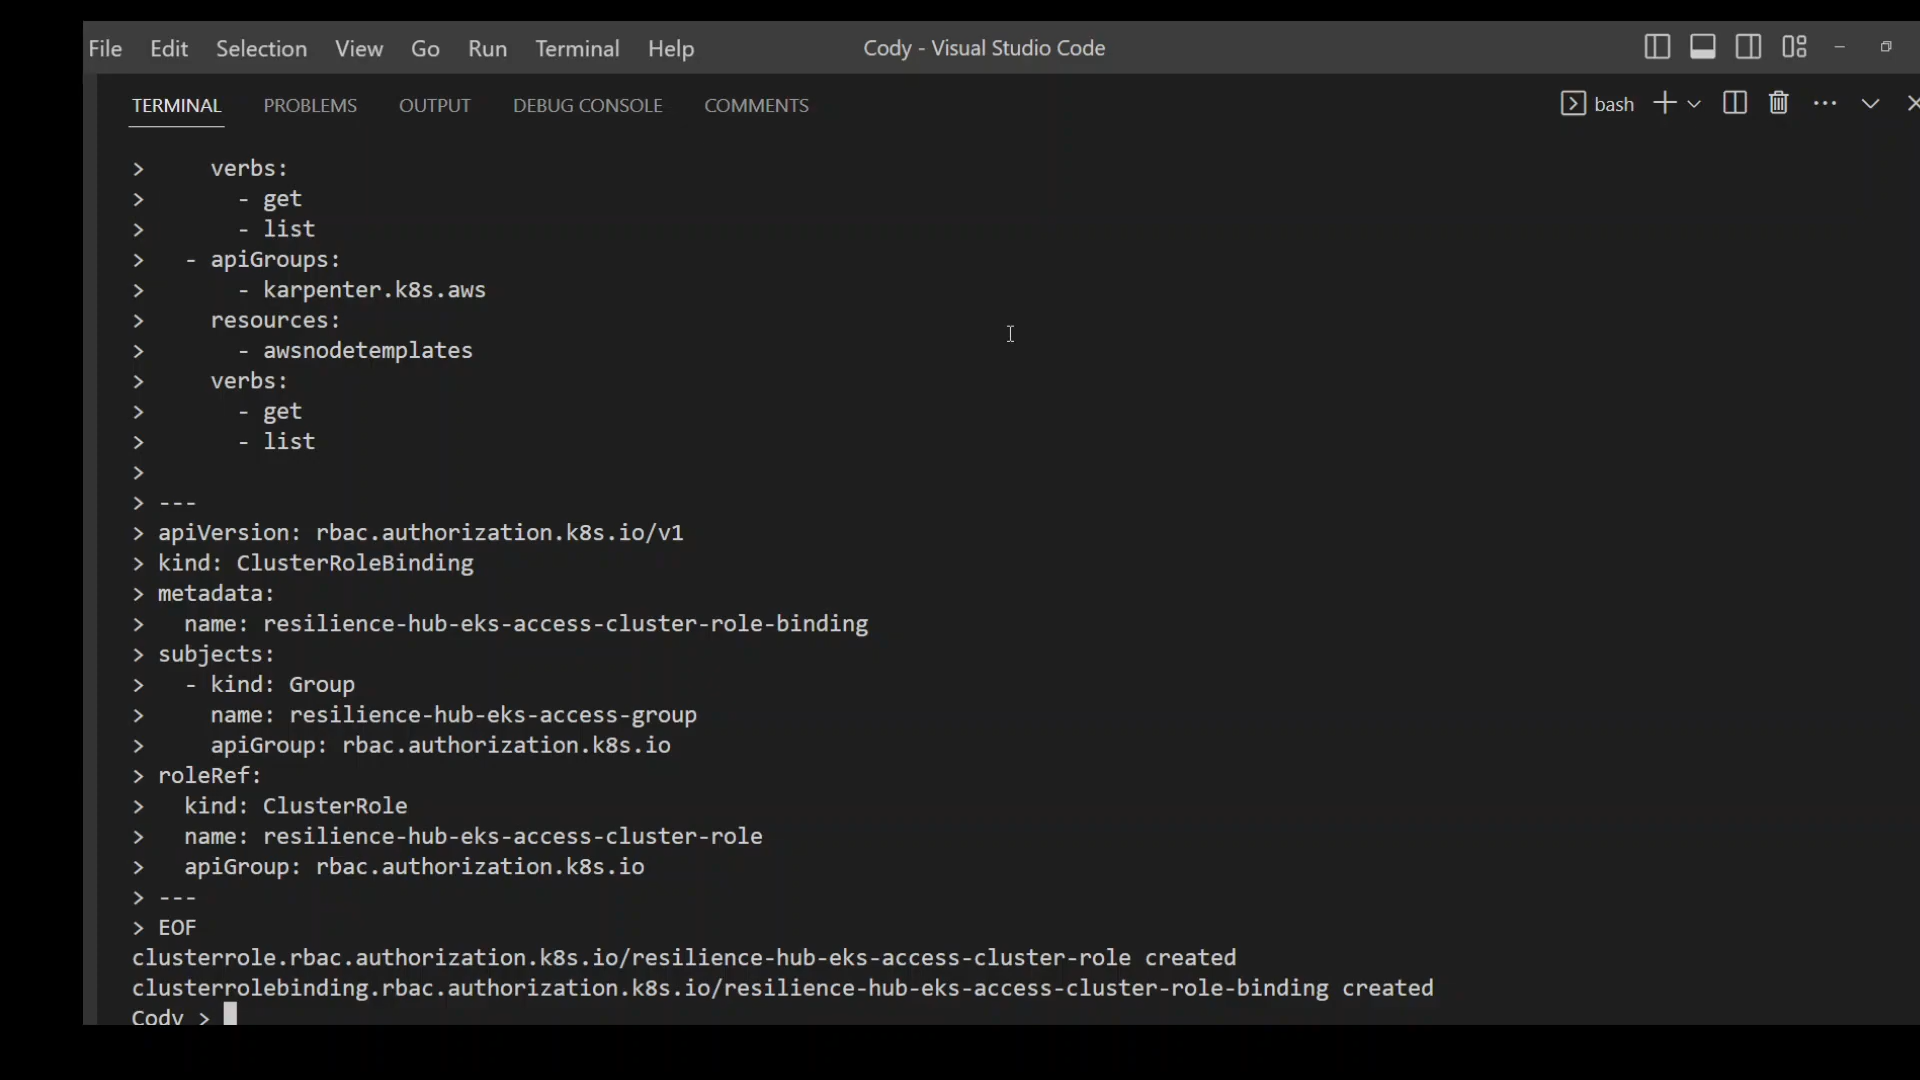 File Edit Selection View Go Run Terminal Help Cody - Visual Studio Code
TERMINAL PROBLEMS OUTPUT DEBUG CONSOLE COMMENTS bash
>     verbs:
>       - get
>       - list
>   - apiGroups:
>       - karpenter.k8s.aws
>     resources:
>       - awsnodetemplates
>     verbs:
>       - get
>       - list
>
> ---
> apiVersion: rbac.authorization.k8s.io/v1
> kind: ClusterRoleBinding
> metadata:
>   name: resilience-hub-eks-access-cluster-role-binding
> subjects:
>   - kind: Group
>     name: resilience-hub-eks-access-group
>     apiGroup: rbac.authorization.k8s.io
> roleRef:
>   kind: ClusterRole
>   name: resilience-hub-eks-access-cluster-role
>   apiGroup: rbac.authorization.k8s.io
> ---
> EOF
clusterrole.rbac.authorization.k8s.io/resilience-hub-eks-access-cluster-role created
clusterrolebinding.rbac.authorization.k8s.io/resilience-hub-eks-access-cluster-role-binding created
Cody >